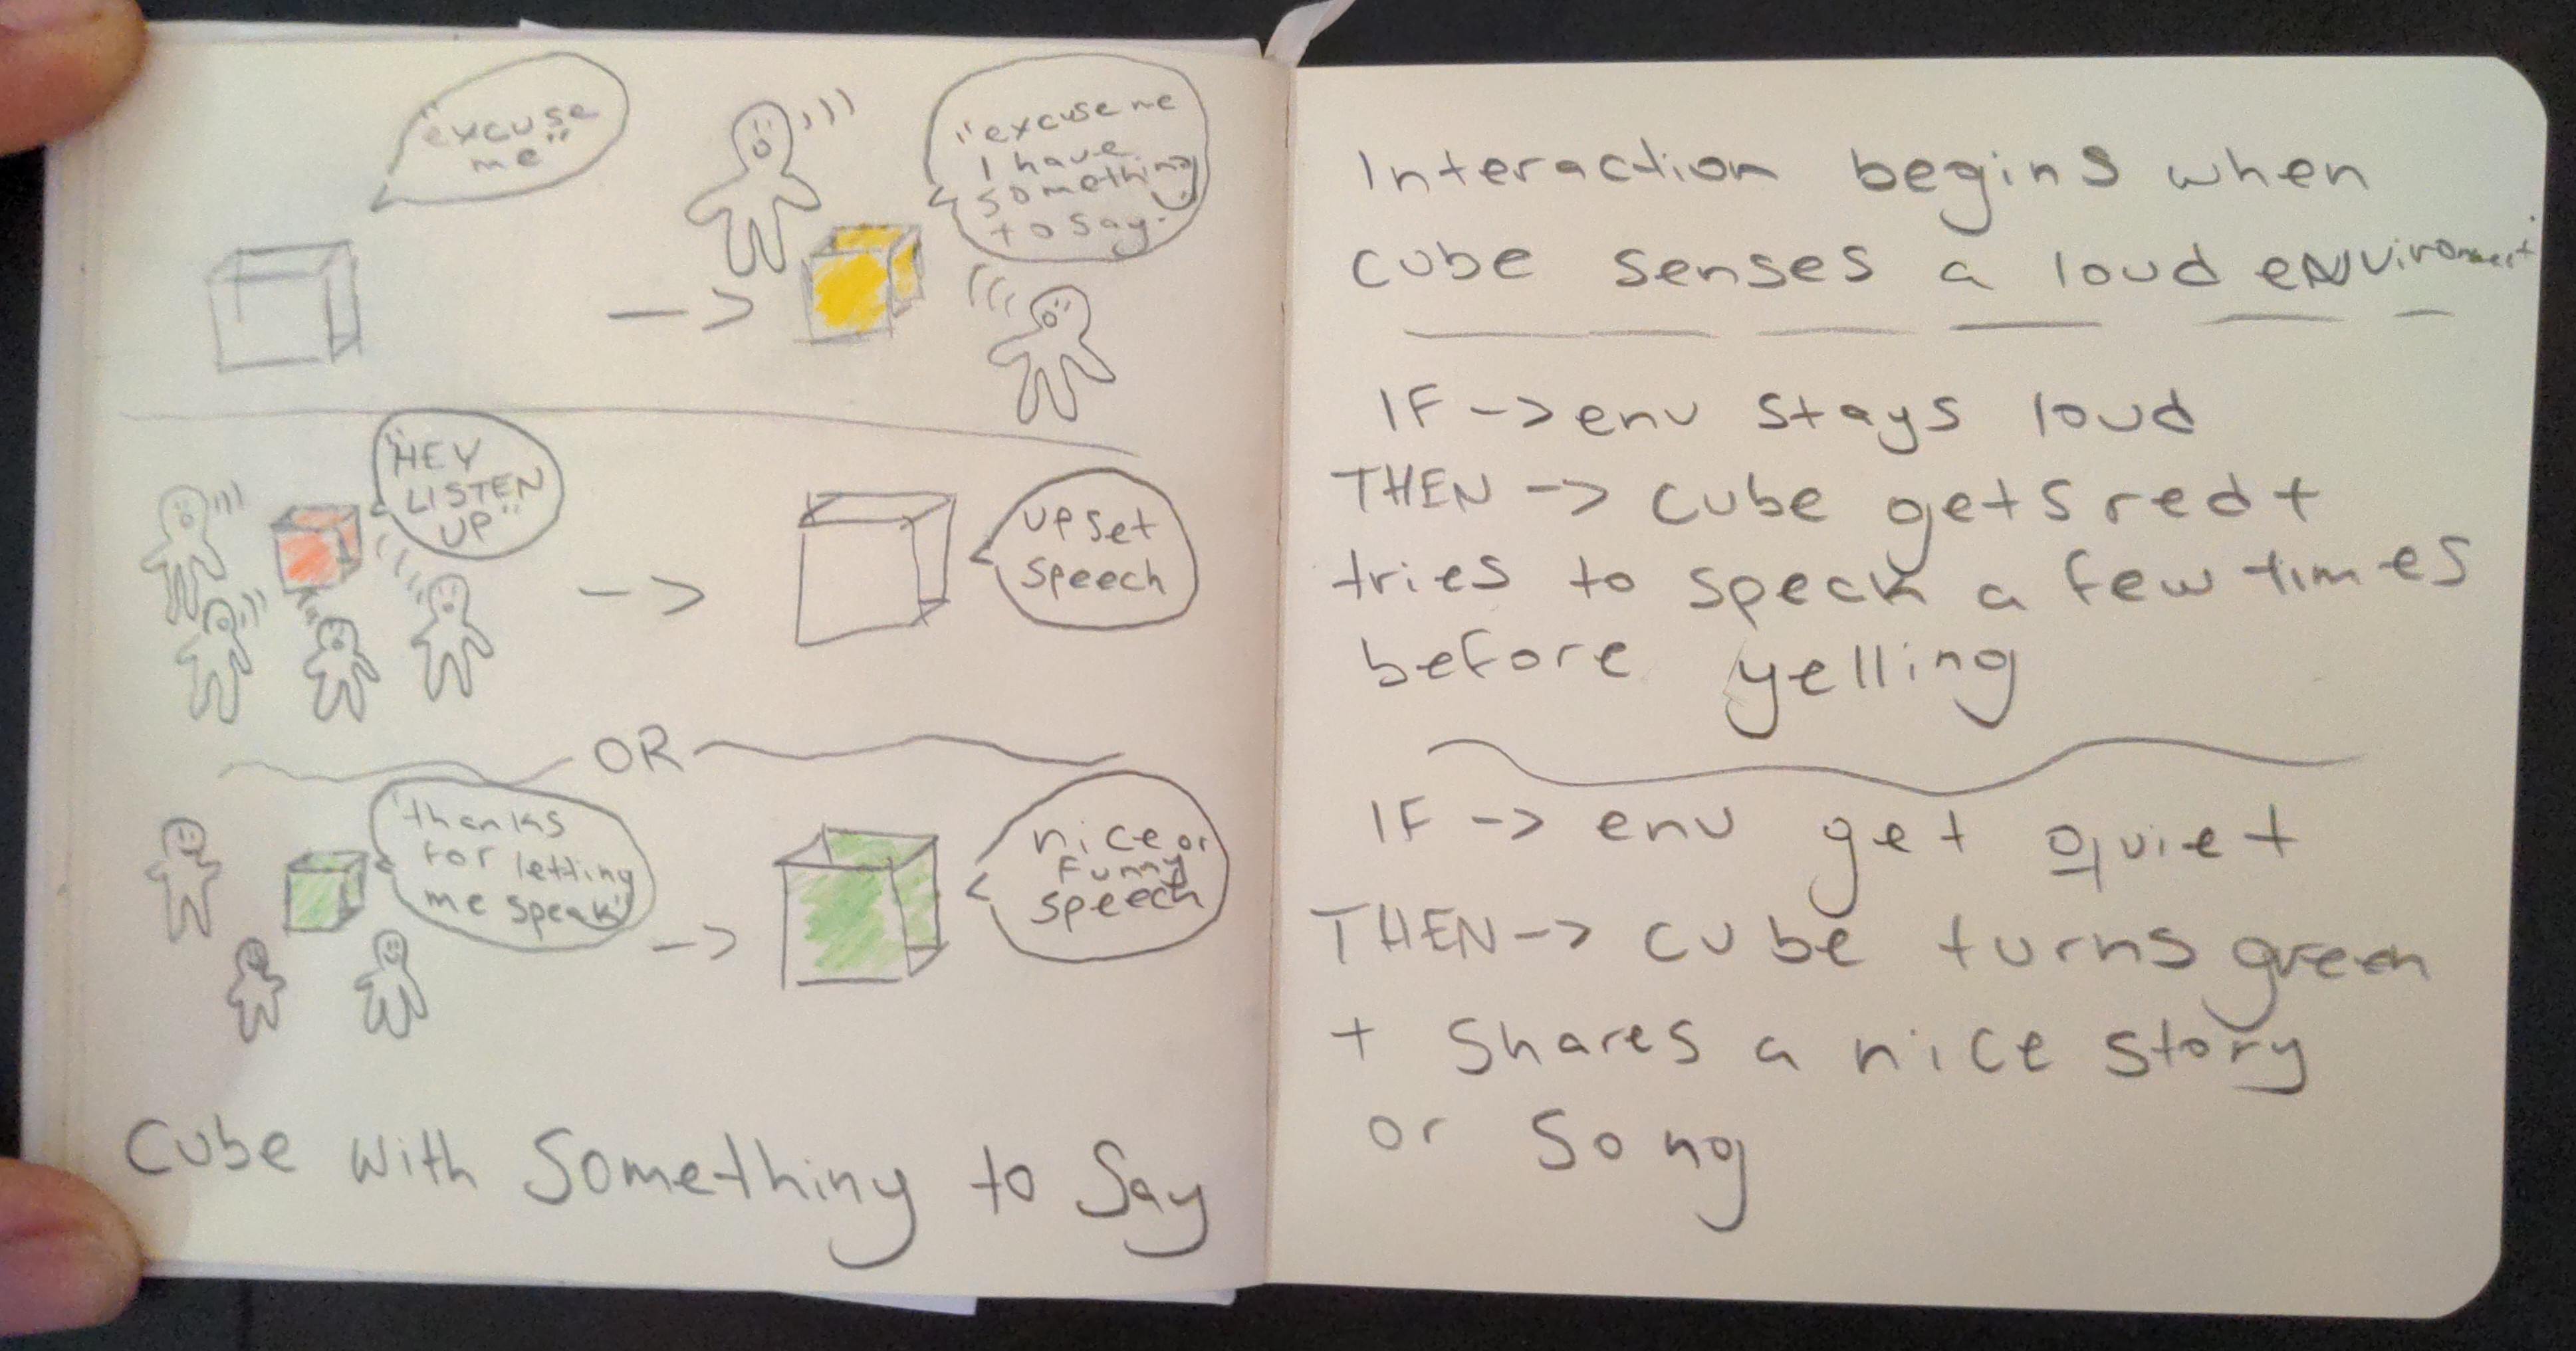 "excuse
me"
"excuse me
I have
something
to say."
-->
"HEY
LISTEN
UP"
-->
upset
speech
OR
"thanks
for letting
me speak"
-->
nice or
Funny
speech
Cube with Something to Say
Interaction begins when
cube senses a loud environment
IF -> env stays loud
THEN -> cube gets red +
tries to speak a few times
before yelling
IF -> env get quiet
THEN -> cube turns green
+ shares a nice story
or song